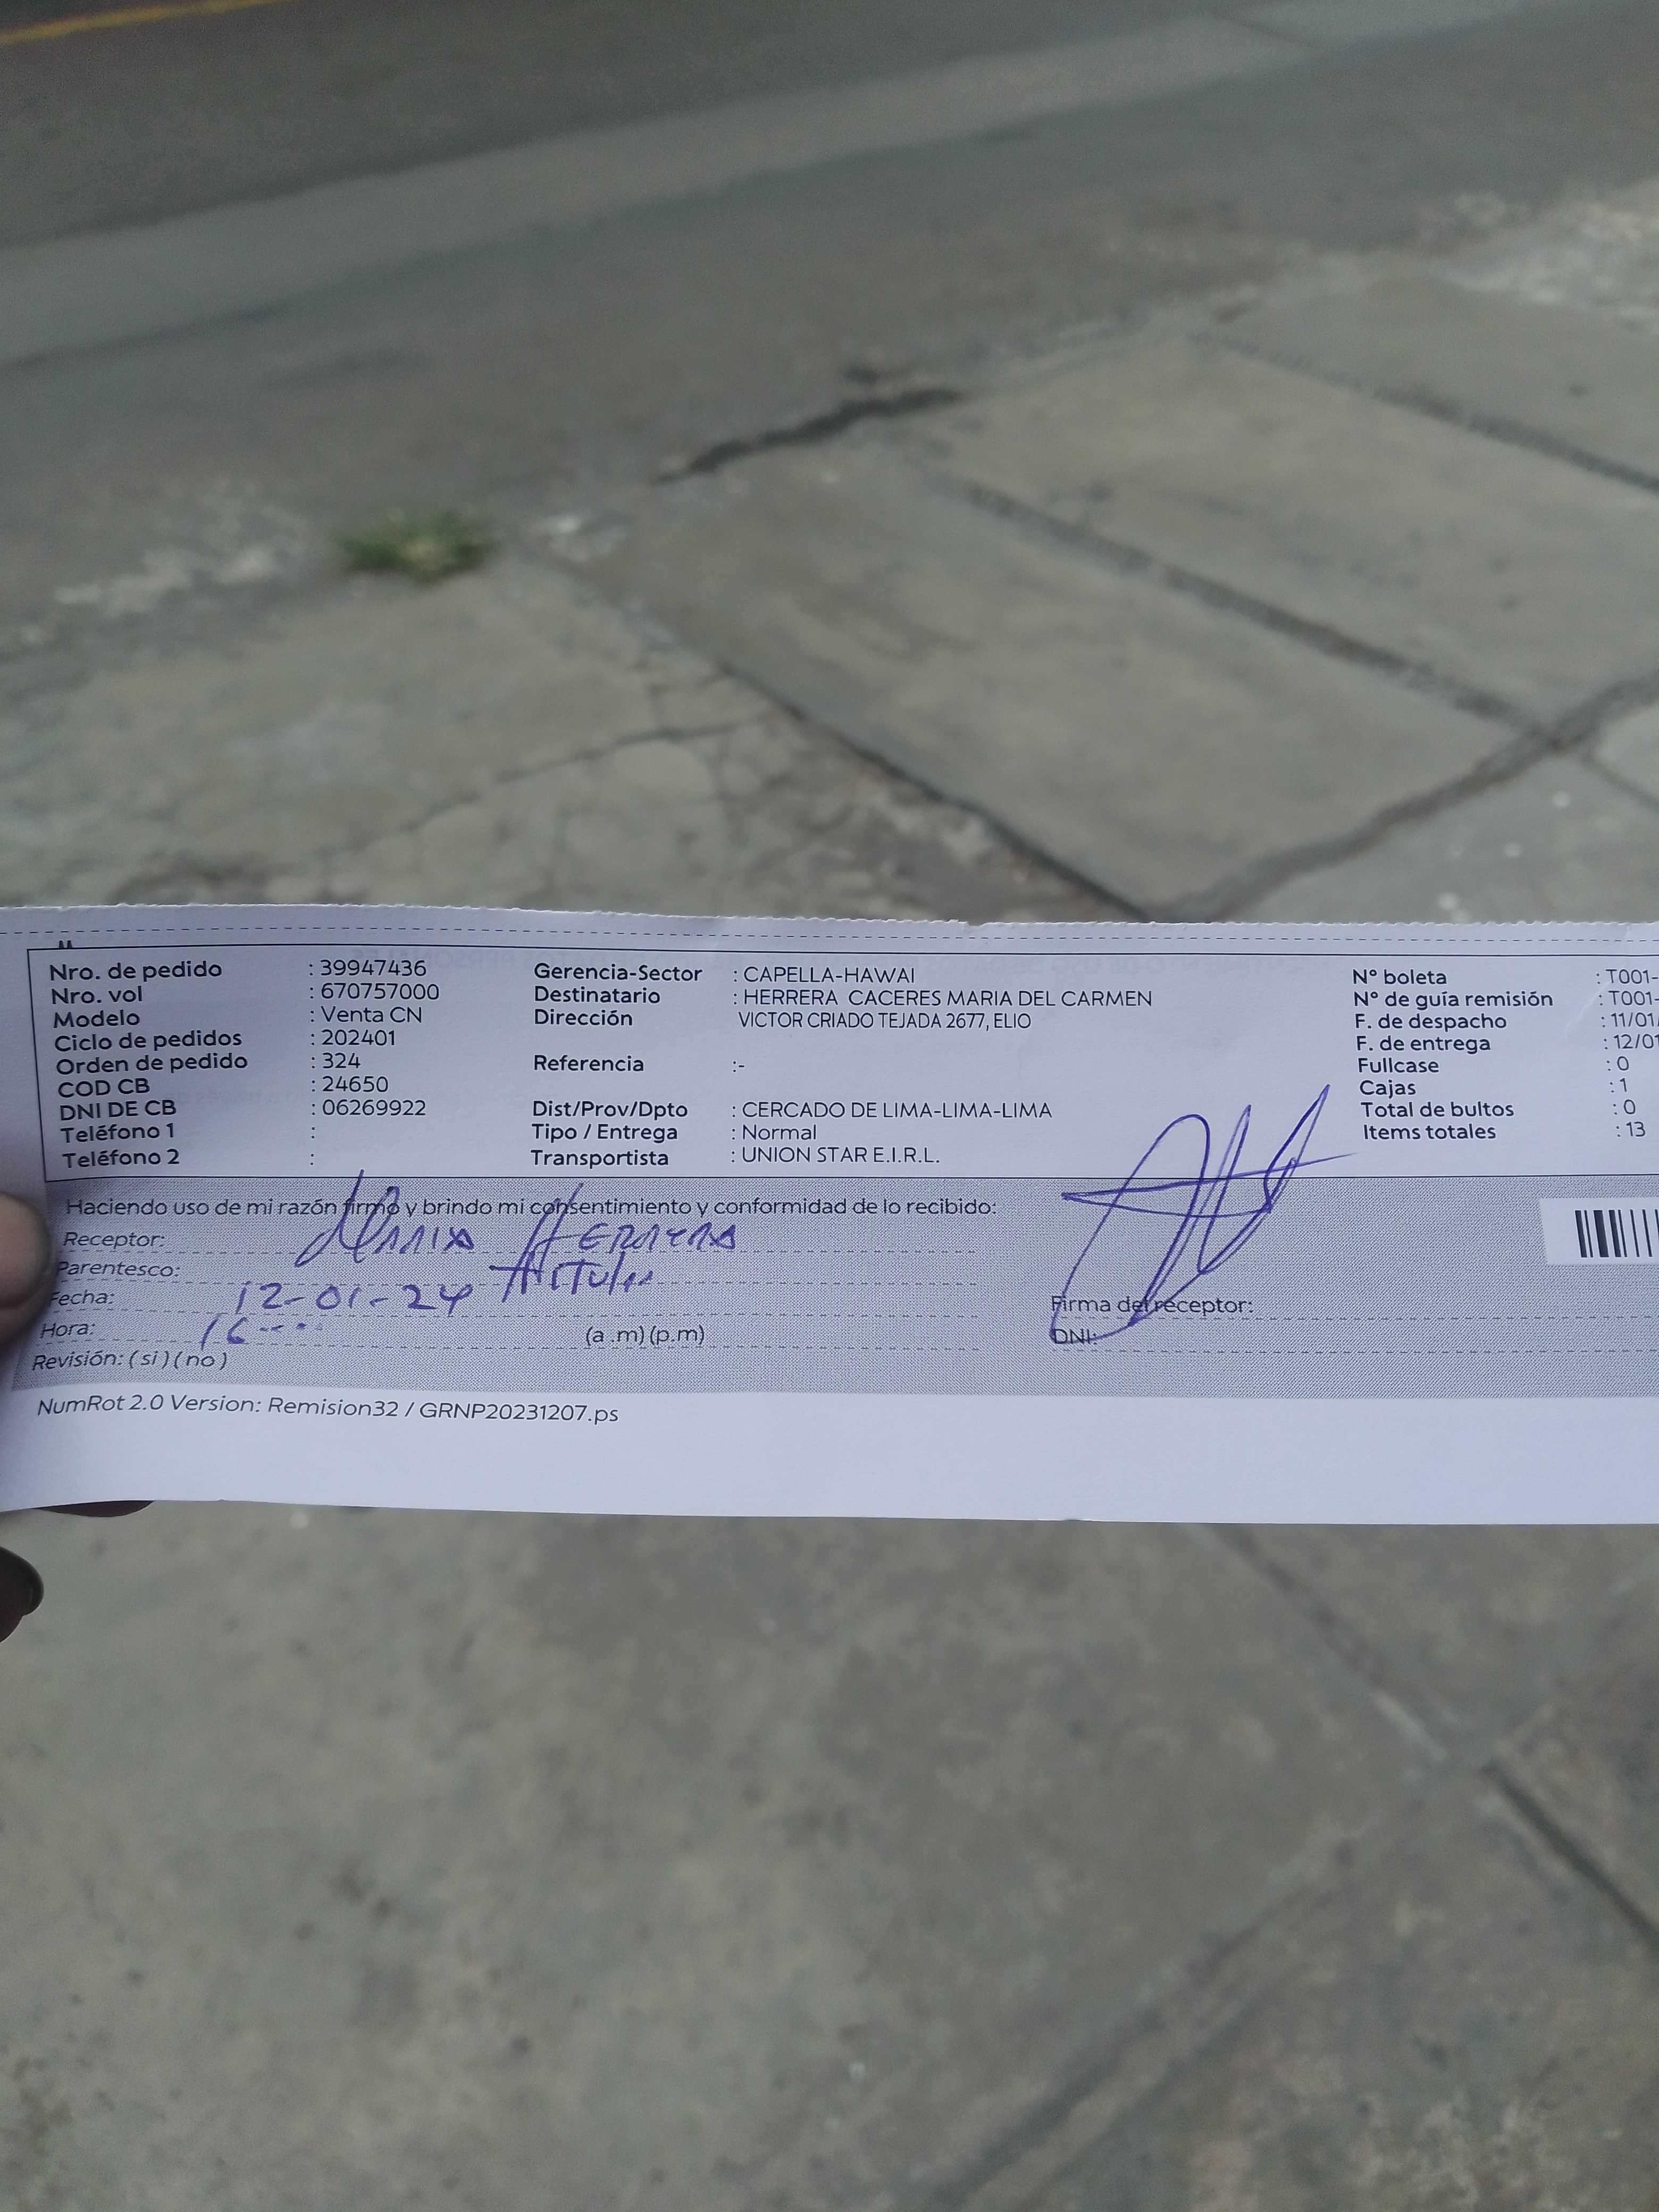 Nro. de pedido : 39947436 Gerencia-Sector : CAPELLA-HAWAI N° boleta : T001-
Nro. vol : 670757000 Destinatario : HERRERA CACERES MARIA DEL CARMEN N° de guía remisión : T001-
Modelo : Venta CN Dirección VICTOR CRIADO TEJADA 2677, ELIO F. de despacho : 11/01/
Ciclo de pedidos : 202401 F. de entrega : 12/01
Orden de pedido : 324 Referencia :- Fullcase : 0
COD CB : 24650 Cajas : 1
DNI DE CB : 06269922 Dist/Prov/Dpto : CERCADO DE LIMA-LIMA-LIMA Total de bultos : 0
Teléfono 1 : Tipo / Entrega : Normal Items totales : 13
Teléfono 2 : Transportista : UNION STAR E.I.R.L.
Haciendo uso de mi razón firmo y brindo mi consentimiento y conformidad de lo recibido:
Receptor: Maria Herrera
Parentesco:
Fecha: 12-01-24 Firma del receptor:
Hora: 16 (a .m) (p.m) DNI:
Revisión: ( si ) ( no )
NumRot 2.0 Version: Remision32 / GRNP20231207.ps